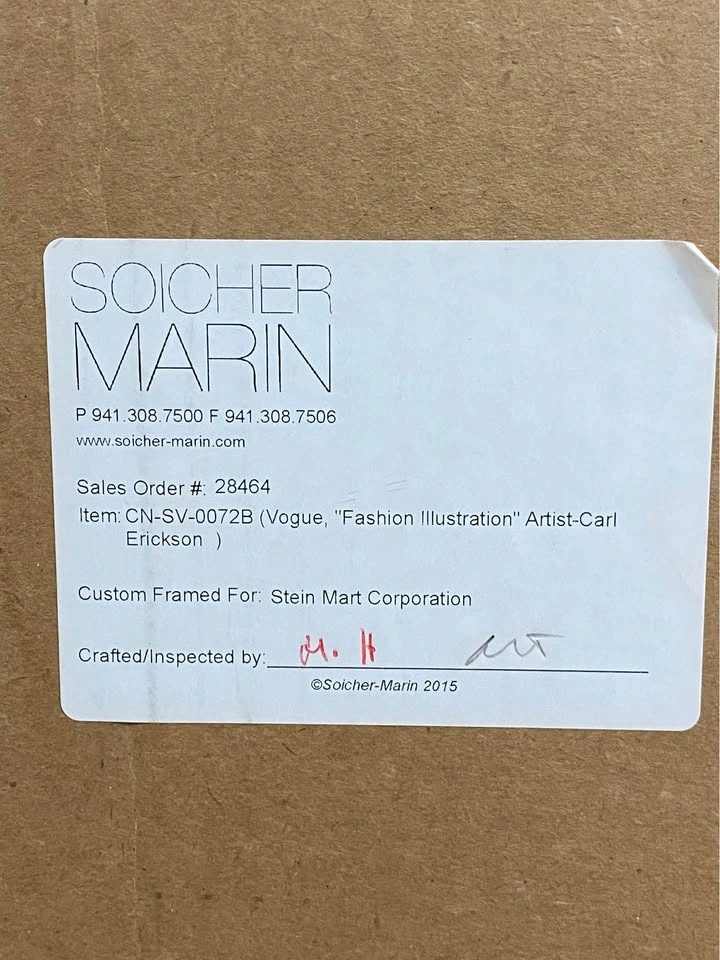 SOICHER
MARIN
P 941.308.7500 F 941.308.7506
www.soicher-marin.com
Sales Order #: 28464
Item: CN-SV-0072B (Vogue, "Fashion Illustration" Artist-Carl
Erickson )
Custom Framed For: Stein Mart Corporation
Crafted/Inspected by:
©Soicher-Marin 2015